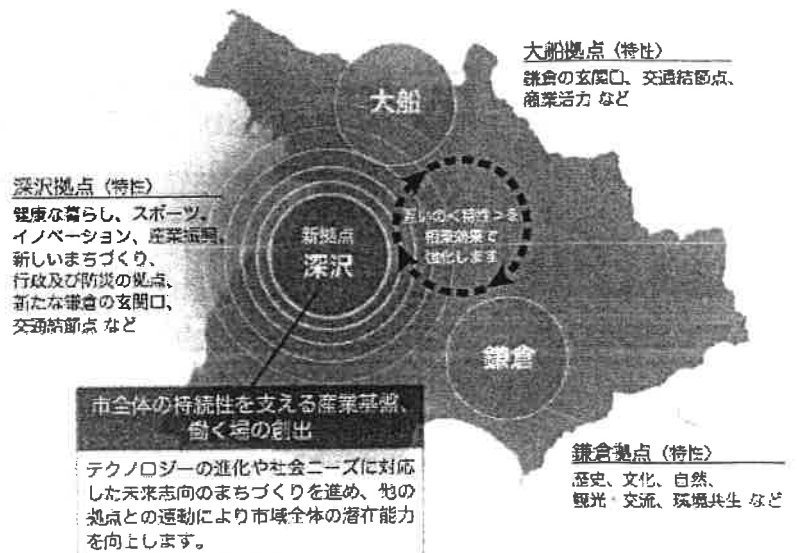 大船拠点（特性）
鎌倉の玄関口、交通結節点、
商業活力 など
大船
深沢拠点（特性）
健康な暮らし、スポーツ、
イノベーション、産業振興、
新しいまちづくり、
行政及び防災の拠点、
新たな鎌倉の玄関口、
交通結節点 など
新拠点
深沢
互いの＜特性＞を
相乗効果で
強化します
鎌倉
市全体の持続性を支える産業基盤、
働く場の創出
テクノロジーの進化や社会ニーズに対応
した未来志向のまちづくりを進め、他の
拠点との連動により市域全体の潜在能力
を向上します。
鎌倉拠点（特性）
歴史、文化、自然、
観光・交流、環境共生 など